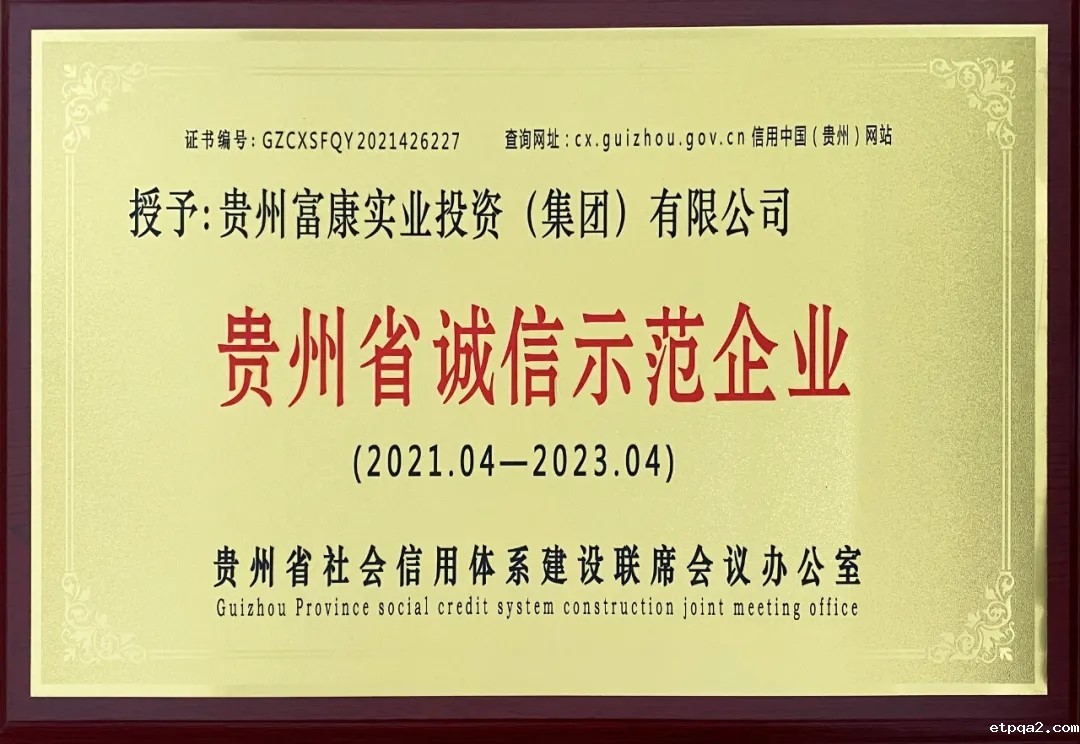 证书编号：GZCXSFQY2021426227 查询网址：cx.guizhou.gov.cn 信用中国（贵州）网站
授予：贵州富康实业投资（集团）有限公司
贵州省诚信示范企业
(2021.04—2023.04)
贵州省社会信用体系建设联席会议办公室
Guizhou Province social credit system construction joint meeting office
etpqa2.com